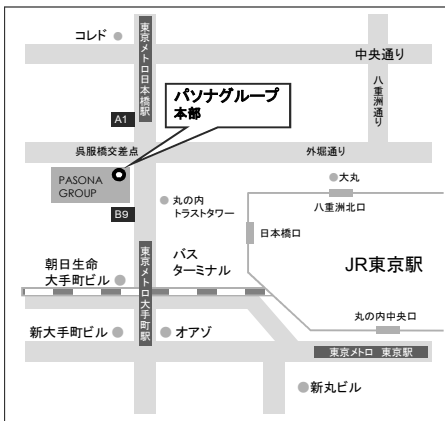 コレド
東京メトロ日本橋駅
中央通り
八重洲通り
パソナグループ
本部
A1
呉服橋交差点
外堀通り
PASONA
GROUP
大丸
丸の内
トラストタワー
八重洲北口
B9
日本橋口
バス
ターミナル
JR東京駅
朝日生命
大手町ビル
東京メトロ大手町駅
丸の内中央口
新大手町ビル
オアゾ
東京メトロ 東京駅
新丸ビル